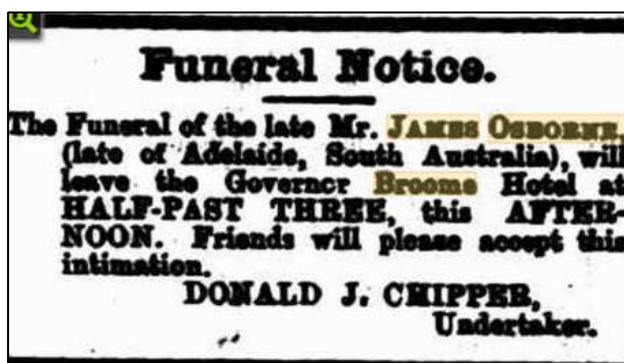 Funeral Notice.
The Funeral of the late Mr. JAMES OSBORNE,
(late of Adelaide, South Australia), will
leave the Governor Broome Hotel at
HALF-PAST THREE, this AFTER-
NOON. Friends will please accept this
intimation.
DONALD J. CHIPPER,
Undertaker.